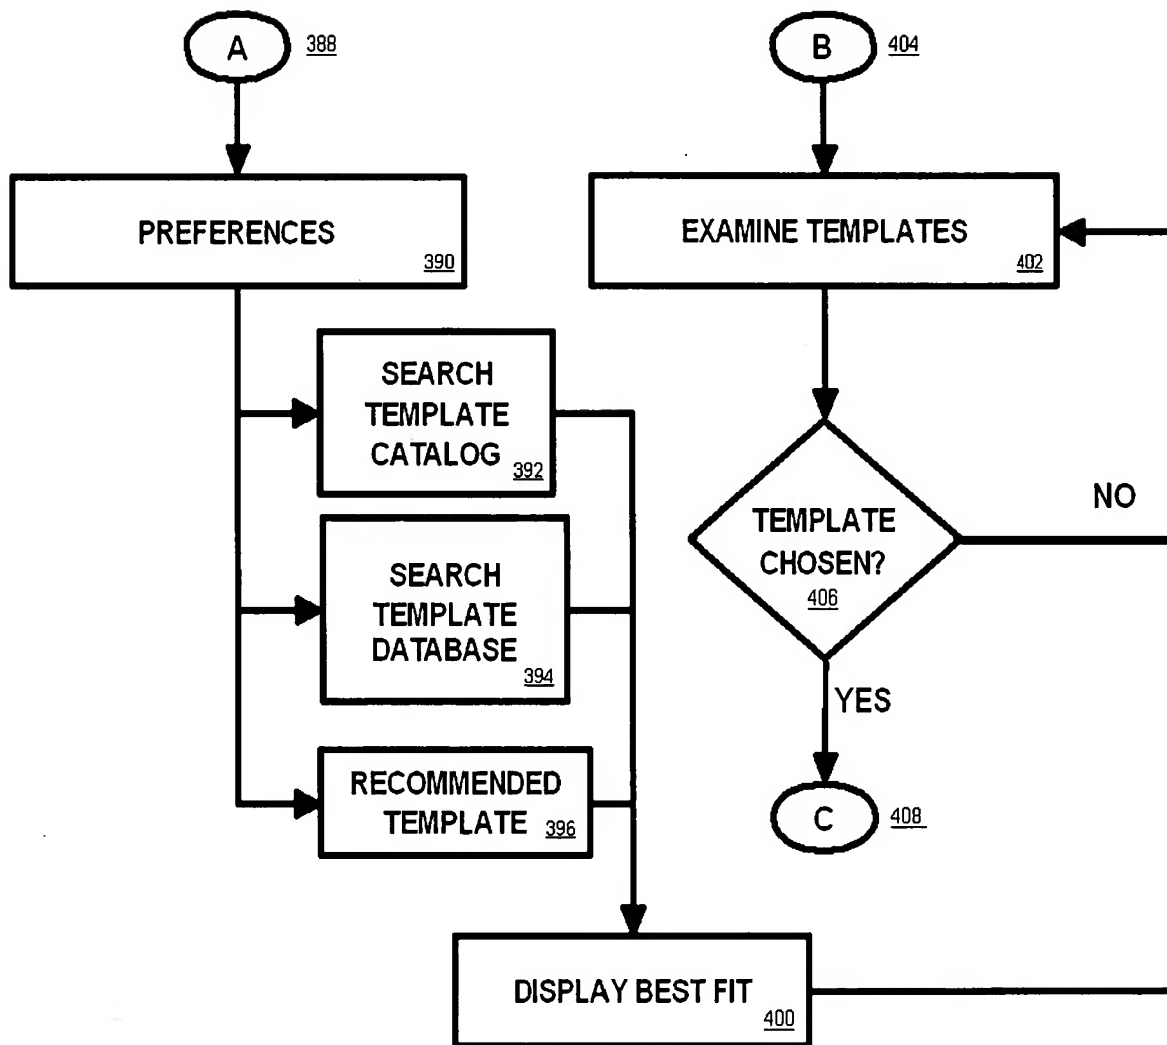 A 388
PREFERENCES
390
SEARCH
TEMPLATE
CATALOG 392
SEARCH
TEMPLATE
DATABASE
394
RECOMMENDED
TEMPLATE 396
DISPLAY BEST FIT
400
B 404
EXAMINE TEMPLATES
402
TEMPLATE
CHOSEN?
406
NO
YES
C 408